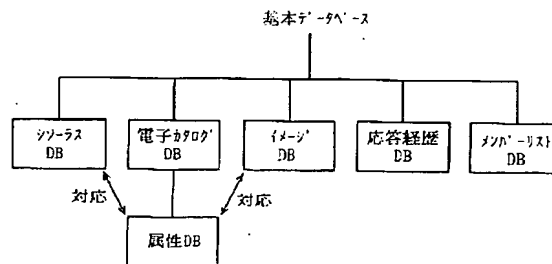 基本ﾃﾞｰﾀﾍﾞｰｽ
ｼｿｰﾗｽ
DB
電子ｶﾀﾛｸﾞ
DB
ｲﾒｰｼﾞ
DB
応答経歴
DB
ﾒﾝﾊﾞｰﾘｽﾄ
DB
対応
対応
属性DB